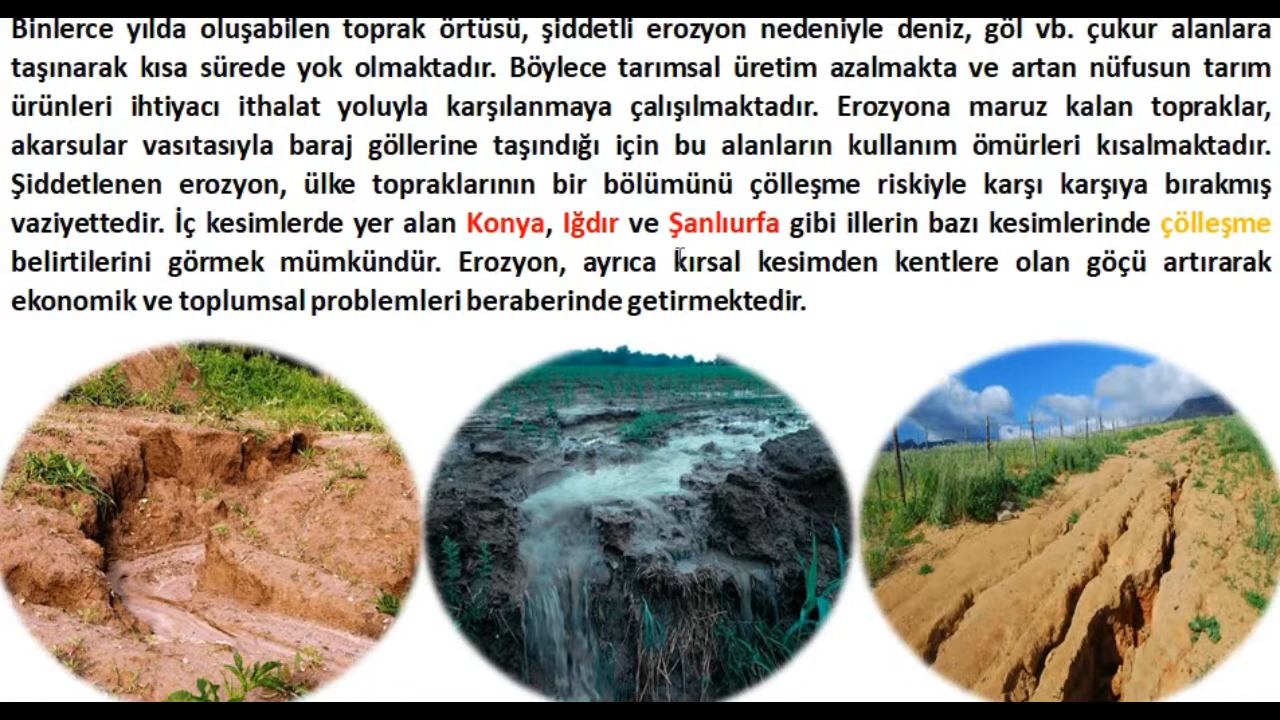 Binlerce yılda oluşabilen toprak örtüsü, şiddetli erozyon nedeniyle deniz, göl vb. çukur alanlara
taşınarak kısa sürede yok olmaktadır. Böylece tarımsal üretim azalmakta ve artan nüfusun tarım
ürünleri ihtiyacı ithalat yoluyla karşılanmaya çalışılmaktadır. Erozyona maruz kalan topraklar,
akarsular vasıtasıyla baraj göllerine taşındığı için bu alanların kullanım ömürleri kısalmaktadır.
Şiddetlenen erozyon, ülke topraklarının bir bölümünü çölleşme riskiyle karşı karşıya bırakmış
vaziyettedir. İç kesimlerde yer alan Konya, Iğdır ve Şanlıurfa gibi illerin bazı kesimlerinde çölleşme
belirtilerini görmek mümkündür. Erozyon, ayrıca kırsal kesimden kentlere olan göçü artırarak
ekonomik ve toplumsal problemleri beraberinde getirmektedir.